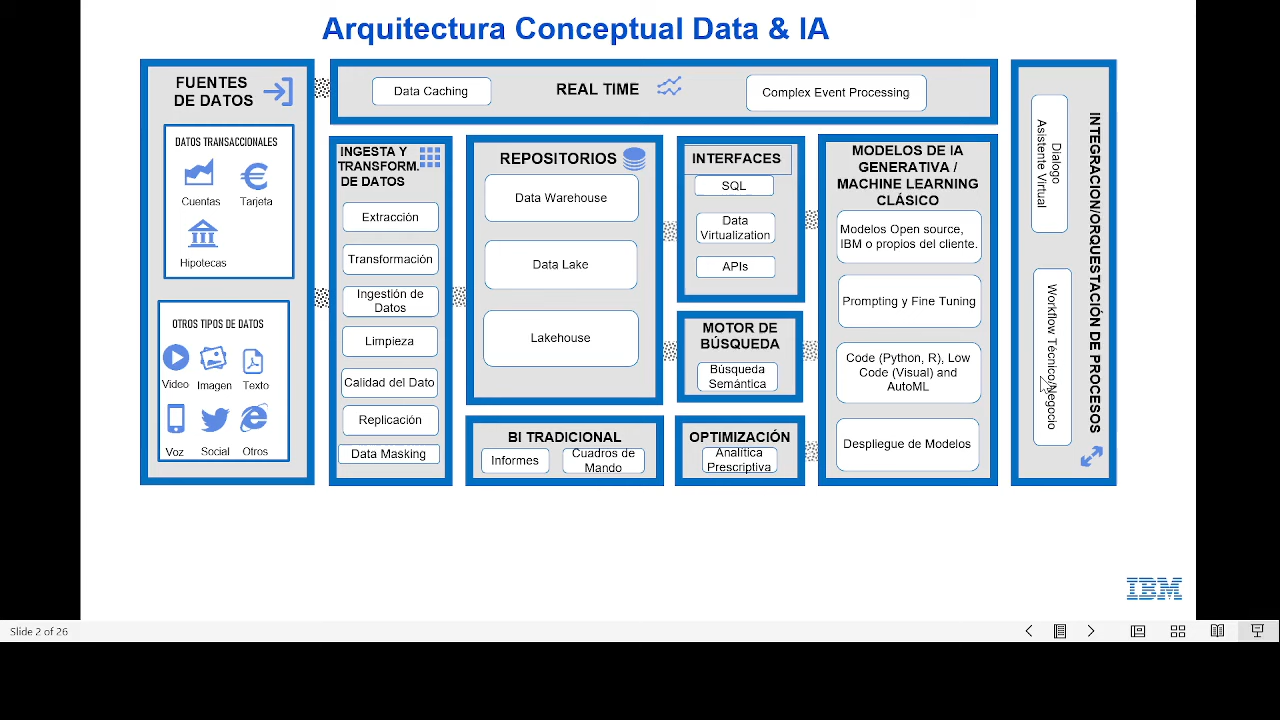 Arquitectura Conceptual Data & IA
FUENTES
DE DATOS
DATOS TRANSACCIONALES
Cuentas
Tarjeta
Hipotecas
OTROS TIPOS DE DATOS
Video
Imagen
Texto
Voz
Social
Otros
Data Caching
REAL TIME
Complex Event Processing
INGESTA Y
TRANSFORM.
DE DATOS
Extracción
Transformación
Ingestión de
Datos
Limpieza
Calidad del Dato
Replicación
Data Masking
REPOSITORIOS
Data Warehouse
Data Lake
Lakehouse
BI TRADICIONAL
Informes
Cuadros de
Mando
INTERFACES
SQL
Data
Virtualization
APIs
MOTOR DE
BÚSQUEDA
Búsqueda
Semántica
OPTIMIZACIÓN
Analítica
Prescriptiva
MODELOS DE IA
GENERATIVA /
MACHINE LEARNING
CLÁSICO
Modelos Open source,
IBM o propios del cliente.
Prompting y Fine Tuning
Code (Python, R), Low
Code (Visual) and
AutoML
Despliegue de Modelos
Dialogo
Asistente Virtual
Workflow Técnico/Negocio
INTEGRACION/ORQUESTACIÓN DE PROCESOS
IBM
Slide 2 of 26